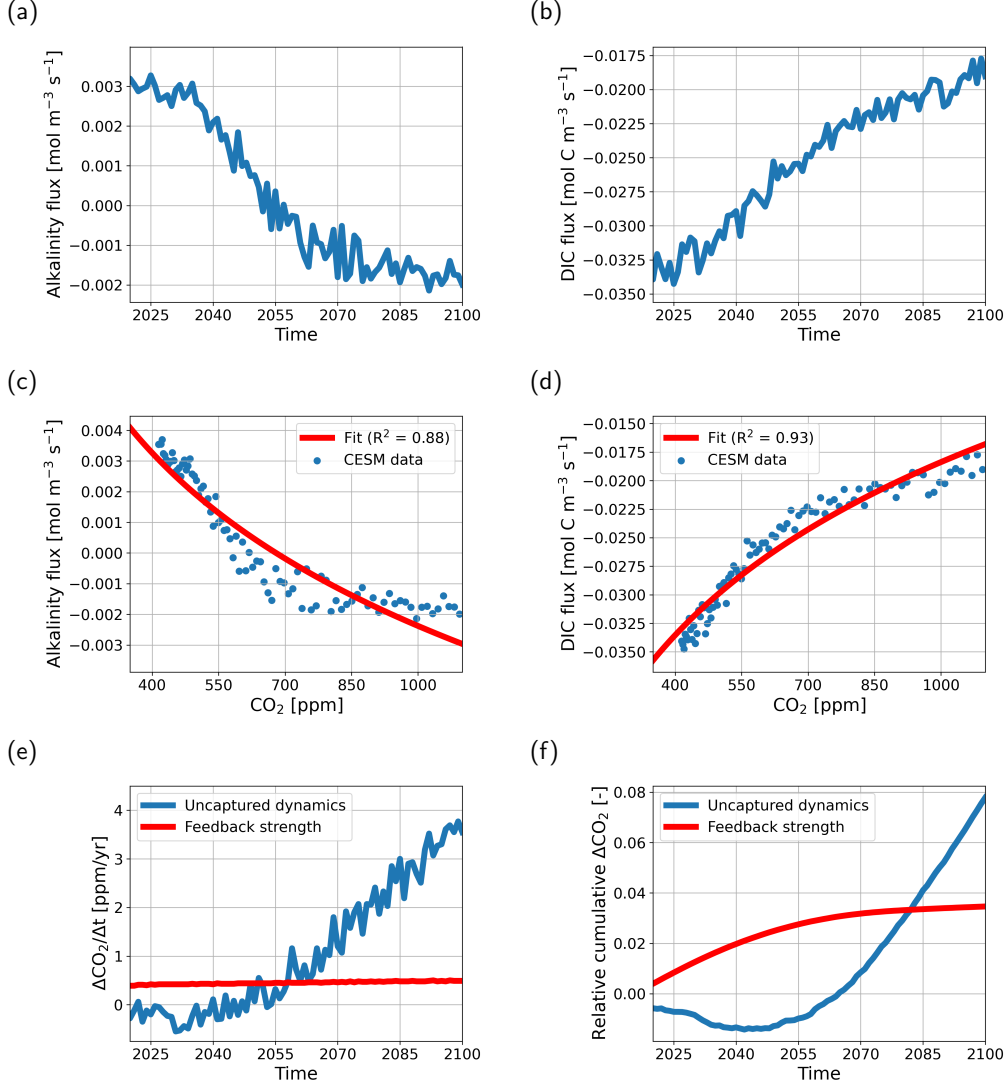 (a)
Alkalinity flux [mol m⁻³ s⁻¹]
0.003
0.002
0.001
0.000
−0.001
−0.002
2025 2040 2055 2070 2085 2100
Time
(b)
DIC flux [mol C m⁻³ s⁻¹]
−0.0175
−0.0200
−0.0225
−0.0250
−0.0275
−0.0300
−0.0325
−0.0350
2025 2040 2055 2070 2085 2100
Time
(c)
Alkalinity flux [mol m⁻³ s⁻¹]
0.004
0.003
0.002
0.001
0.000
−0.001
−0.002
−0.003
Fit (R² = 0.88)
CESM data
400 550 700 850 1000
CO₂ [ppm]
(d)
DIC flux [mol C m⁻³ s⁻¹]
−0.0150
−0.0175
−0.0200
−0.0225
−0.0250
−0.0275
−0.0300
−0.0325
−0.0350
Fit (R² = 0.93)
CESM data
400 550 700 850 1000
CO₂ [ppm]
(e)
ΔCO₂/Δt [ppm/yr]
4
3
2
1
0
Uncaptured dynamics
Feedback strength
2025 2040 2055 2070 2085 2100
Time
(f)
Relative cumulative ΔCO₂ [-]
0.08
0.06
0.04
0.02
0.00
Uncaptured dynamics
Feedback strength
2025 2040 2055 2070 2085 2100
Time